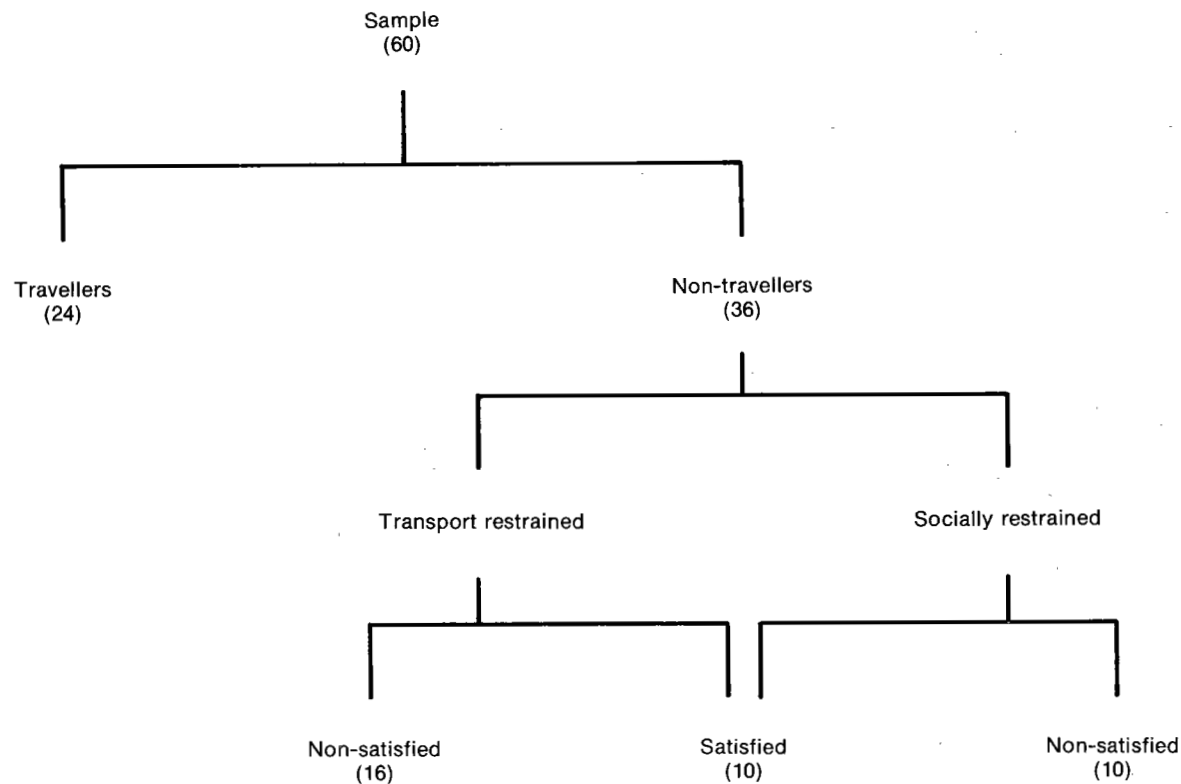 Sample
(60)
Travellers
(24)
Non-travellers
(36)
Transport restrained
Socially restrained
Non-satisfied
(16)
Satisfied
(10)
Non-satisfied
(10)